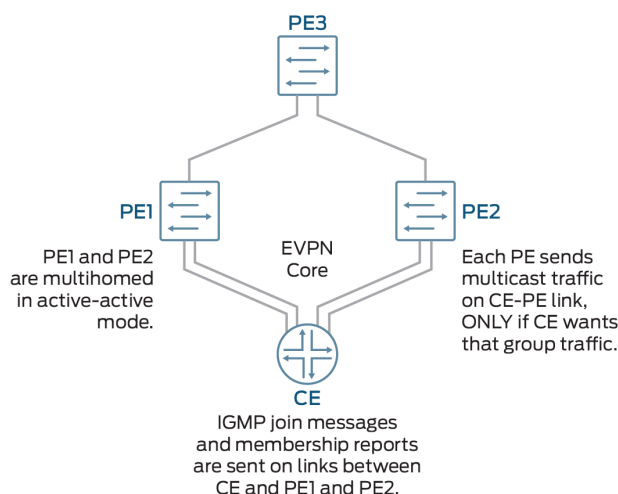 PE3
PE1
PE2
PE1 and PE2
are multihomed
in active-active
mode.
EVPN
Core
Each PE sends
multicast traffic
on CE-PE link,
ONLY if CE wants
that group traffic.
CE
IGMP join messages
and membership reports
are sent on links between
CE and PE1 and PE2.